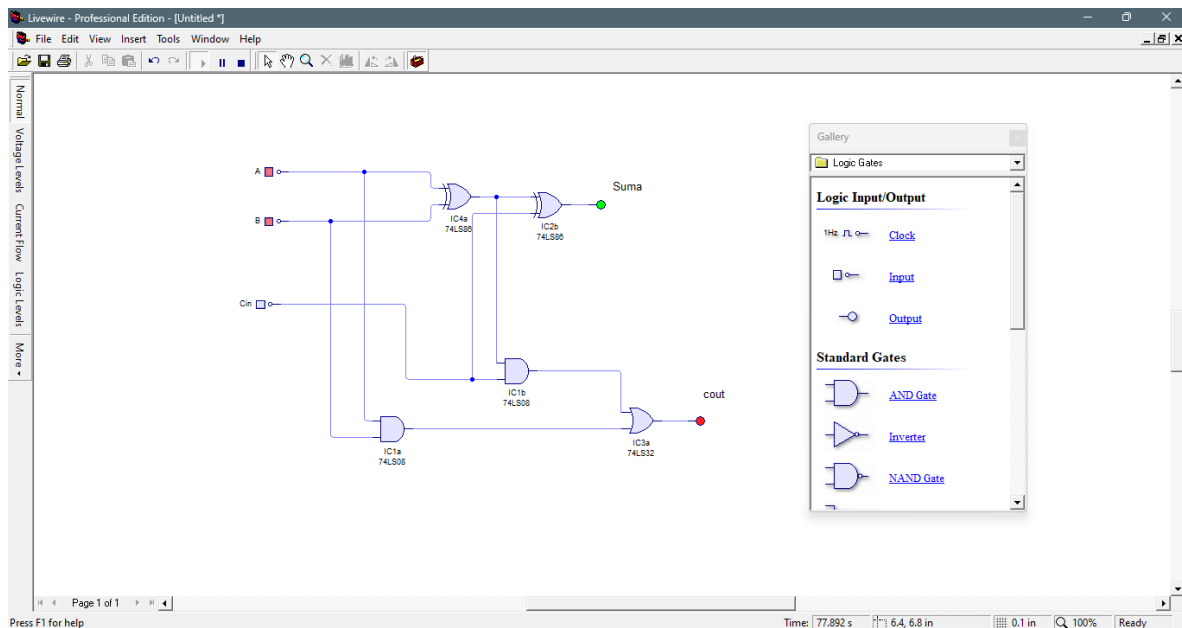 Livewire - Professional Edition - [Untitled *]
File Edit View Insert Tools Window Help
Normal
Voltage Levels
Current Flow
Logic Levels
More
A
B
Cin
IC4a
74LS86
IC2b
74LS86
Suma
IC1b
74LS08
IC1a
74LS08
IC3a
74LS32
cout
Gallery
Logic Gates
Logic Input/Output
1Hz
Clock
Input
Output
Standard Gates
AND Gate
Inverter
NAND Gate
Page 1 of 1
Press F1 for help
Time: 77.892 s
6.4, 6.8 in
0.1 in
100%
Ready